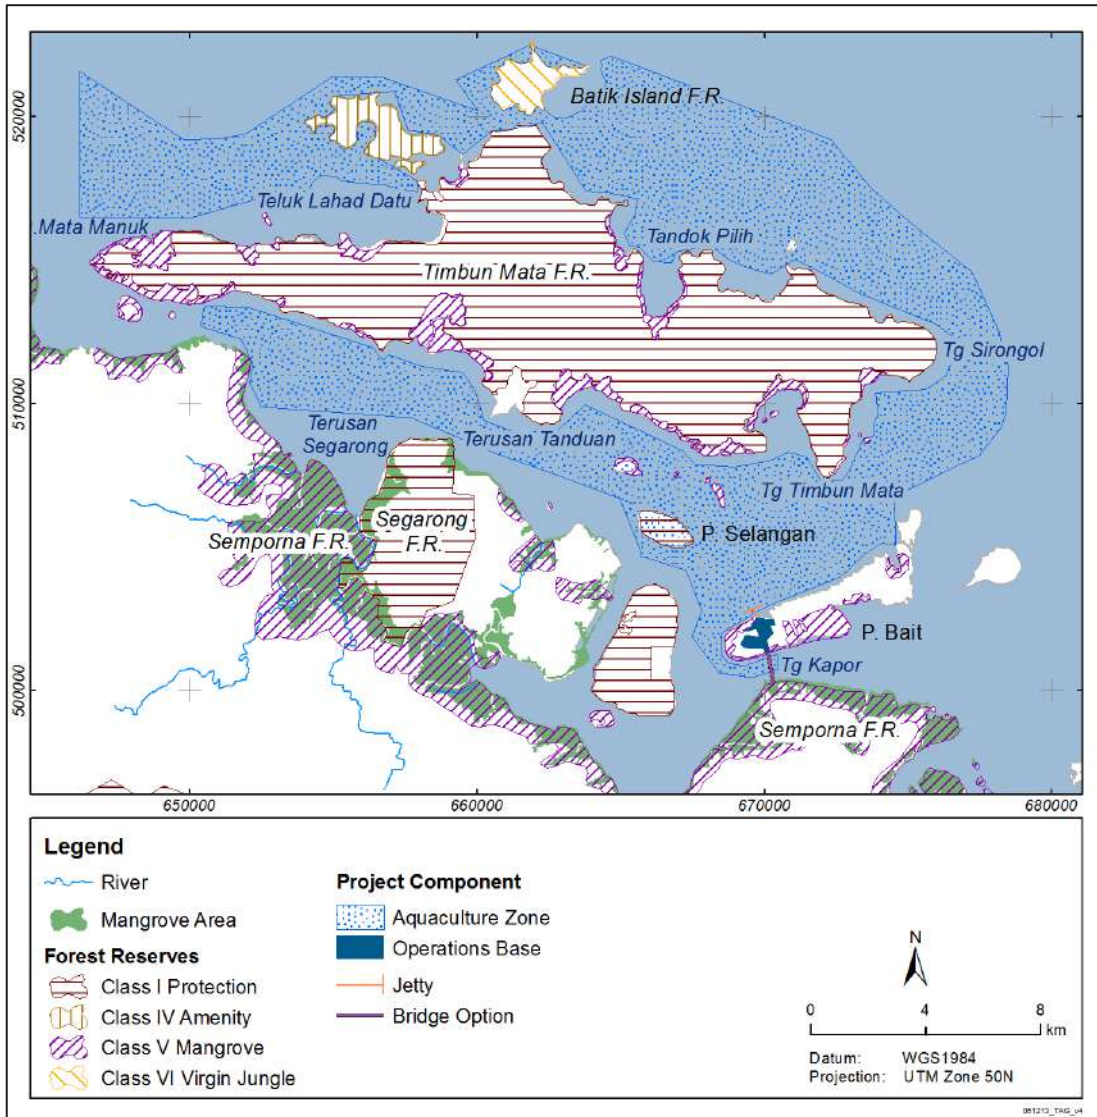 Batik Island F.R.
520000
Teluk Lahad Datu
Mata Manuk
Tandok Pilih
Timbun Mata F.R.
Tg Sirongol
510000
Terusan
Segarong
Terusan Tanduan
Tg Timbun Mata
Segarong
F.R.
P. Selangan
Semporna F.R.
P. Bait
Tg Kapor
500000
Semporna F.R.
650000
660000
670000
680000
Legend
River
Mangrove Area
Forest Reserves
Class I Protection
Class IV Amenity
Class V Mangrove
Class VI Virgin Jungle
Project Component
Aquaculture Zone
Operations Base
Jetty
Bridge Option
N
0 4 8
km
Datum: WGS1984
Projection: UTM Zone 50N